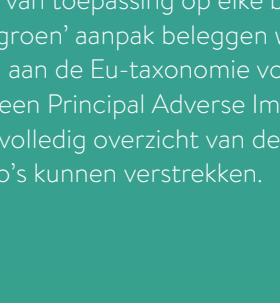 van toepassing op elke
groen’ aanpak beleggen
aan de Eu-taxonomie
een Principal Adverse
volledig overzicht van de
o’s kunnen verstrekken.